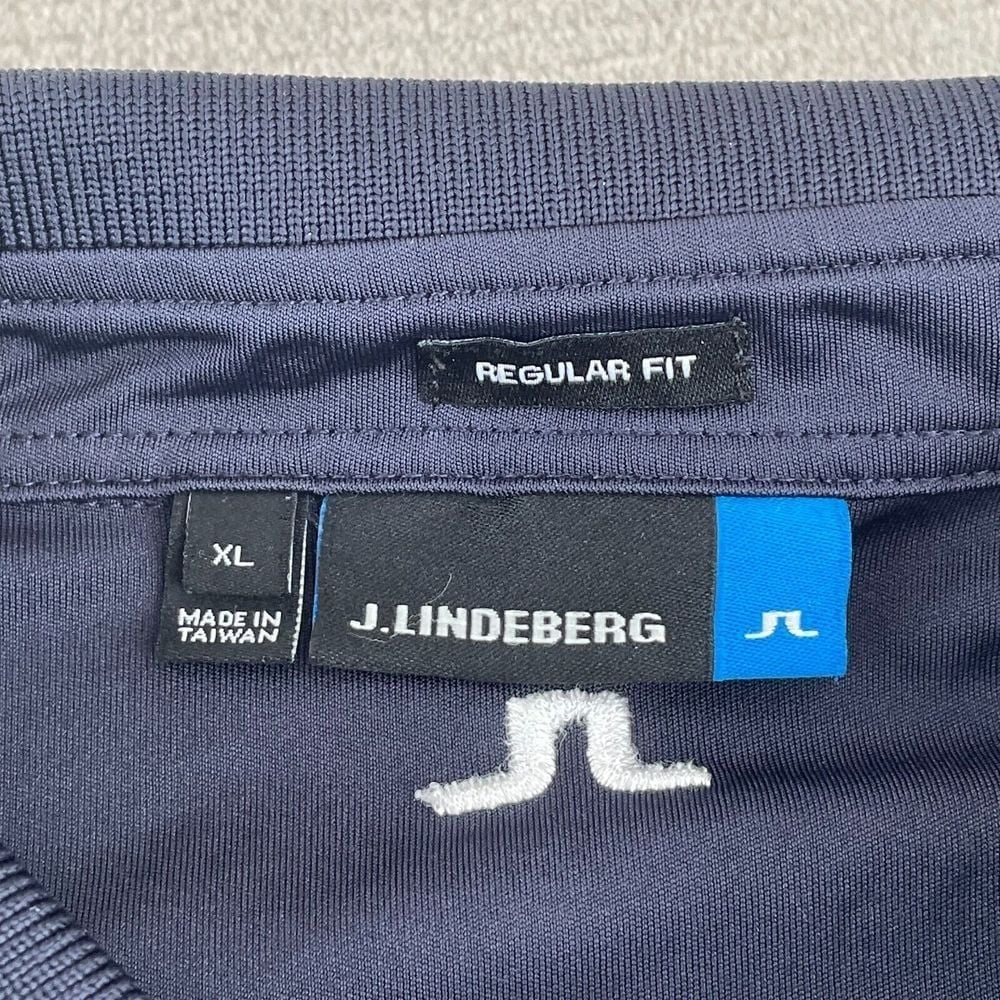 REGULAR FIT
XL
MADE IN
TAIWAN
J.LINDEBERG